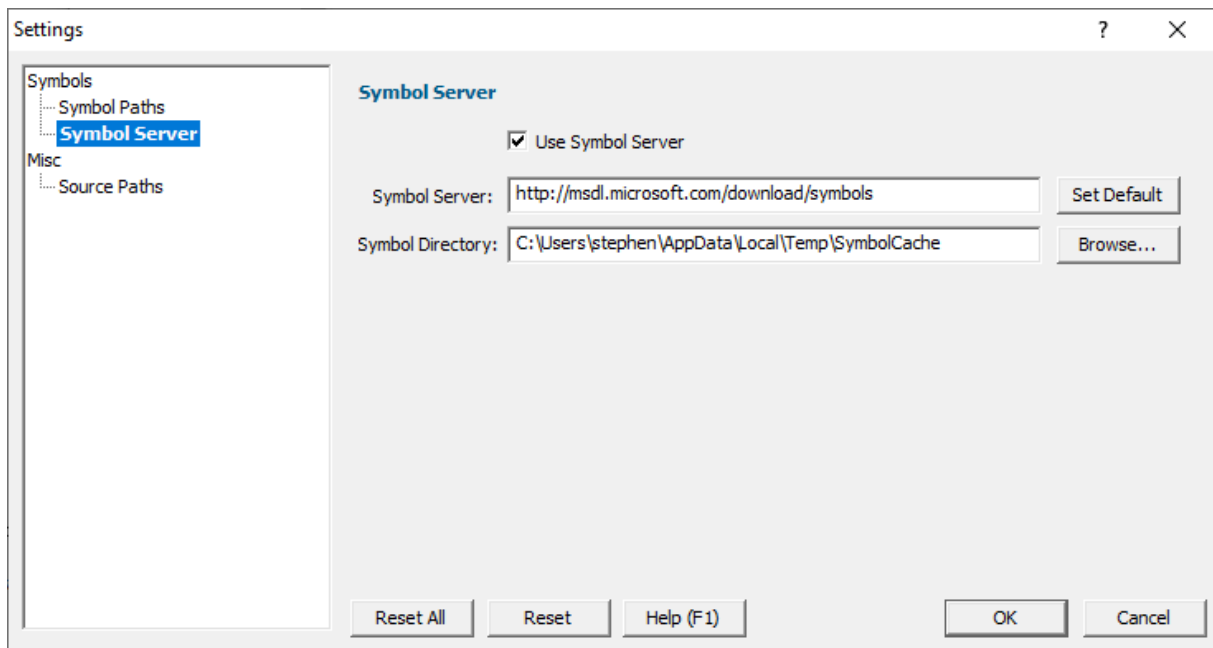 Settings
?
Symbols
Symbol Paths
Symbol Server
Misc
Source Paths
Symbol Server
Use Symbol Server
Symbol Server: http://msdl.microsoft.com/download/symbols Set Default
Symbol Directory: C:\Users\stephen\AppData\Local\Temp\SymbolCache Browse...
Reset All Reset Help (F1) OK Cancel